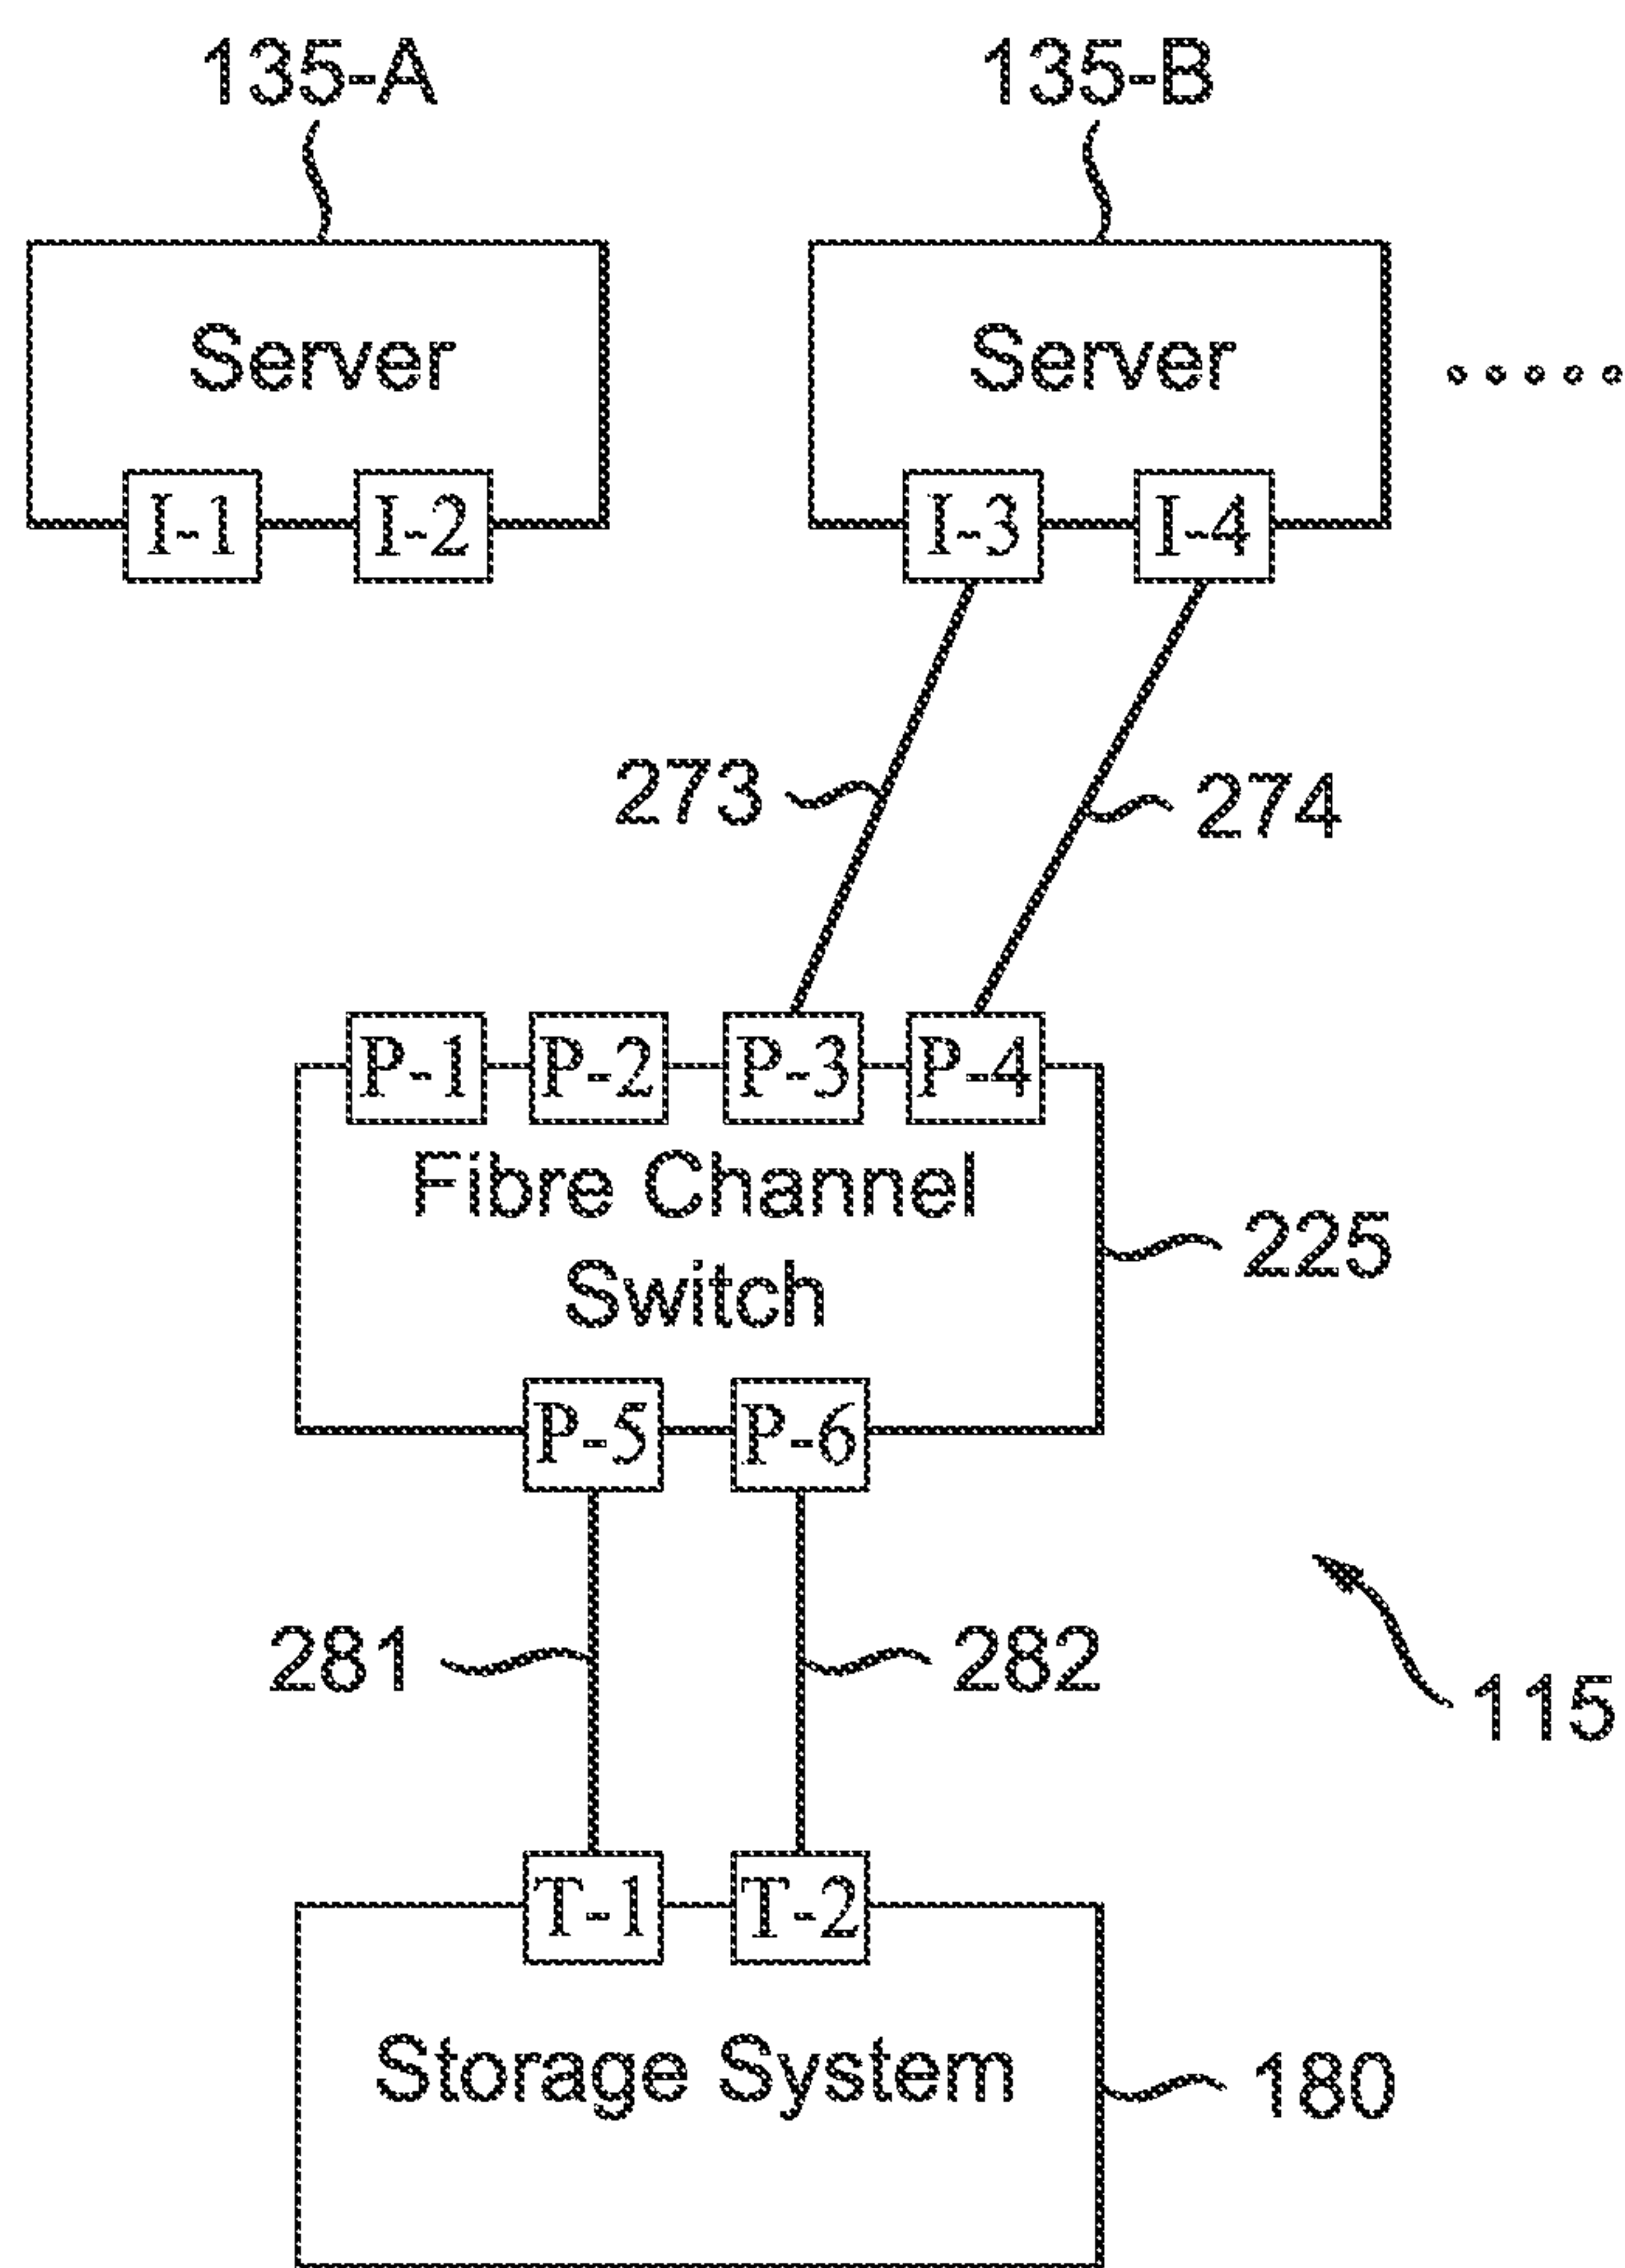 135-A 135-B
Server Server
I-1 I-2 I-3 I-4
273 274
P-1 P-2 P-3 P-4
Fibre Channel
Switch
225
P-5 P-6
281 282
115
T-1 T-2
Storage System
180